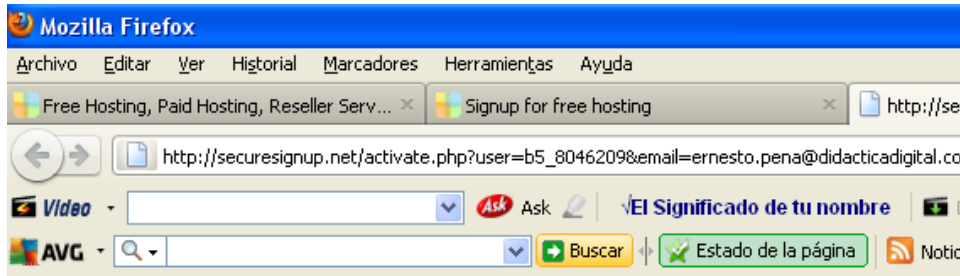 Mozilla Firefox
Archivo Editar Ver Historial Marcadores Herramientas Ayuda
Free Hosting, Paid Hosting, Reseller Serv... Signup for free hosting http://se
http://securesignup.net/activate.php?user=b5_8046209&email=ernesto.pena@didacticadigital.co
Video Ask Ask √El Significado de tu nombre
AVG Buscar Estado de la página Notic